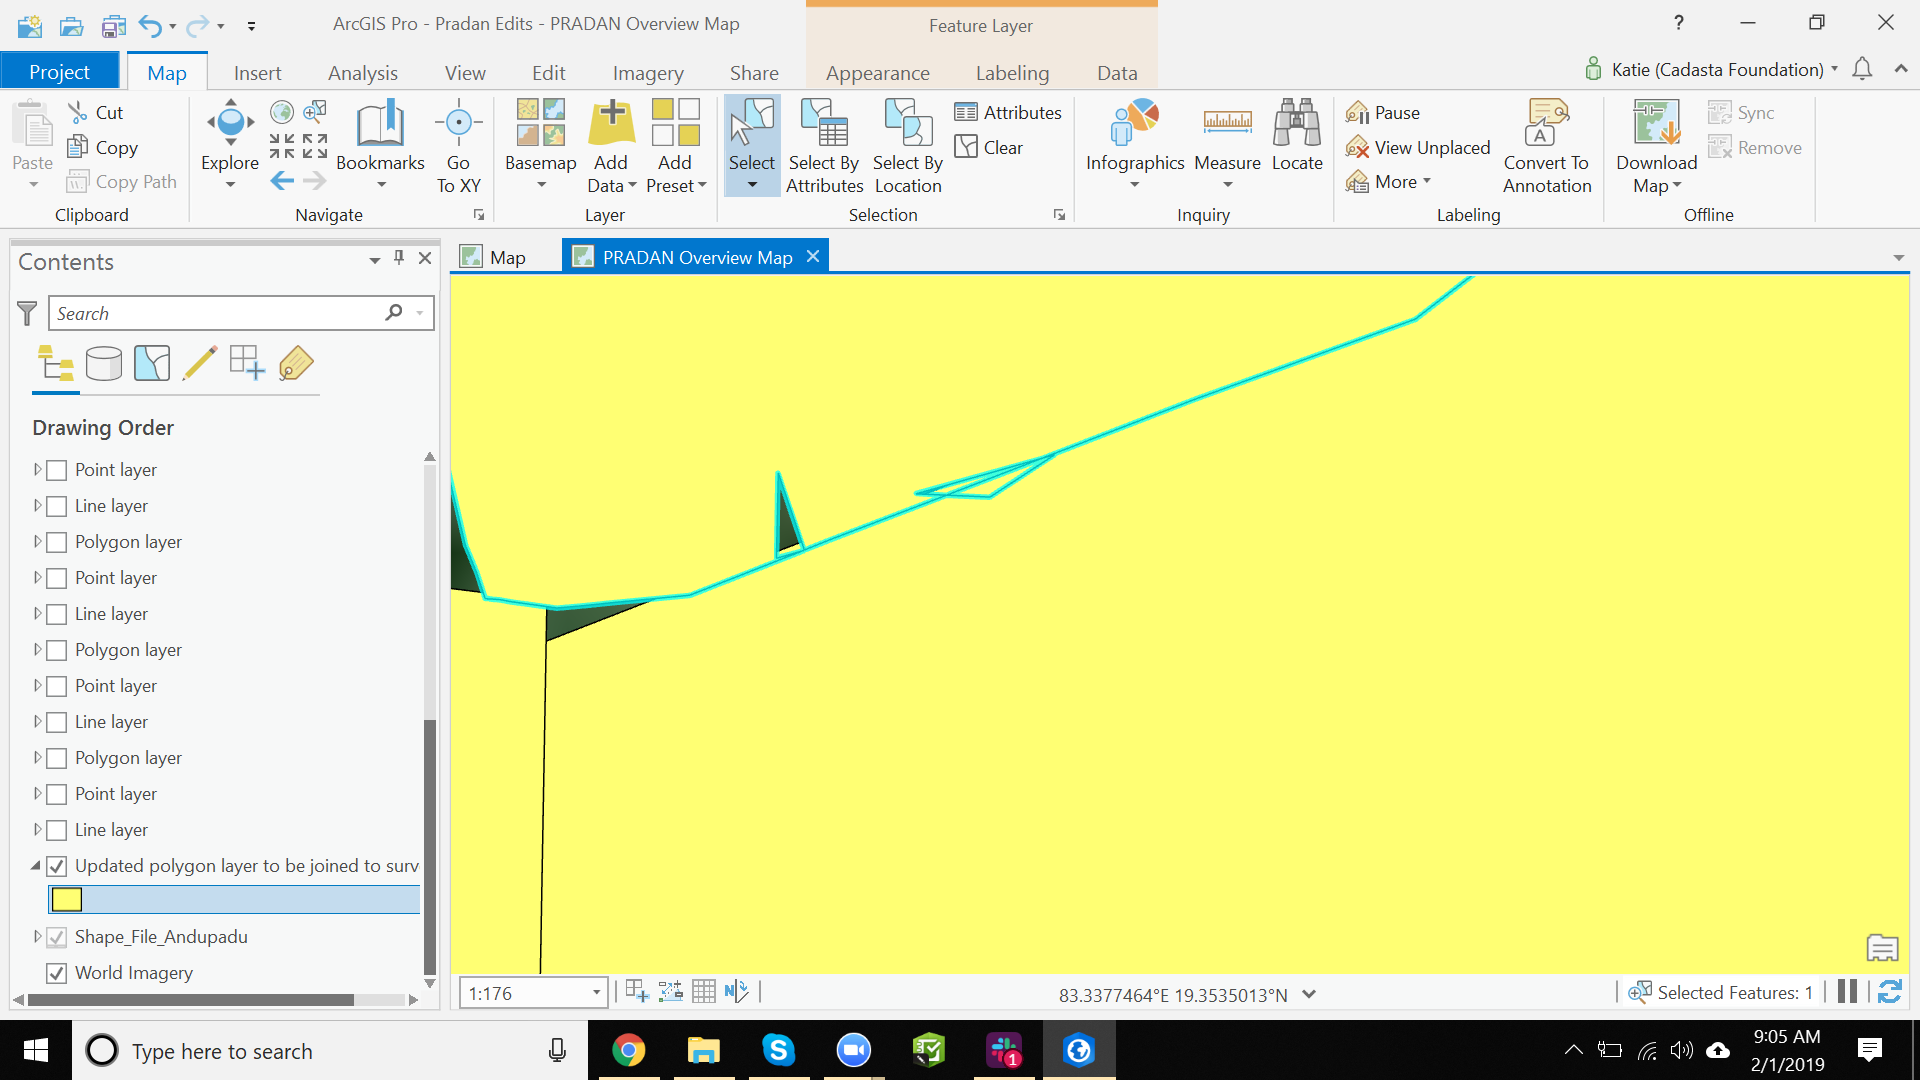 ArcGIS Pro - Pradan Edits - PRADAN Overview Map
Feature Layer
?
Project
Map
Insert
Analysis
View
Edit
Imagery
Share
Appearance
Labeling
Data
Katie (Cadasta Foundation)
Paste
Cut
Copy
Copy Path
Clipboard
Explore
Bookmarks
Go
To XY
Navigate
Basemap
Add
Data
Add
Preset
Layer
Select
Select By
Attributes
Select By
Location
Attributes
Clear
Selection
Infographics
Measure
Locate
Inquiry
Pause
View Unplaced
More
A
Convert To
Annotation
Labeling
Download
Map
Sync
Remove
Offline
Contents
Search
Drawing Order
Point layer
Line layer
Polygon layer
Point layer
Line layer
Polygon layer
Point layer
Line layer
Polygon layer
Point layer
Line layer
Updated polygon layer to be joined to surv
Shape_File_Andupadu
World Imagery
Map
PRADAN Overview Map
1:176
N
83.3377464°E 19.3535013°N
Selected Features: 1
Type here to search
1
9:05 AM
2/1/2019